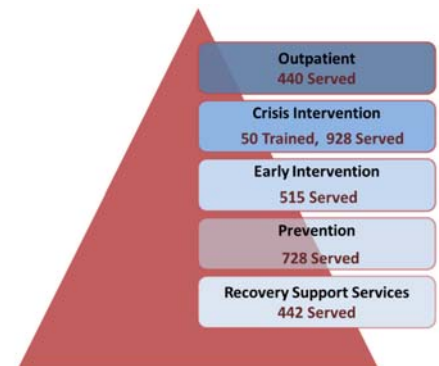 Outpatient
440 Served
Crisis Intervention
50 Trained, 928 Served
Early Intervention
515 Served
Prevention
728 Served
Recovery Support Services
442 Served